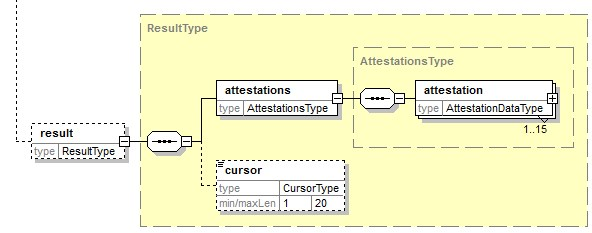 ResultType
AttestationsType
attestations
type AttestationsType
attestation
type AttestationDataType
1..15
result
type ResultType
cursor
type CursorType
min/maxLen 1 20